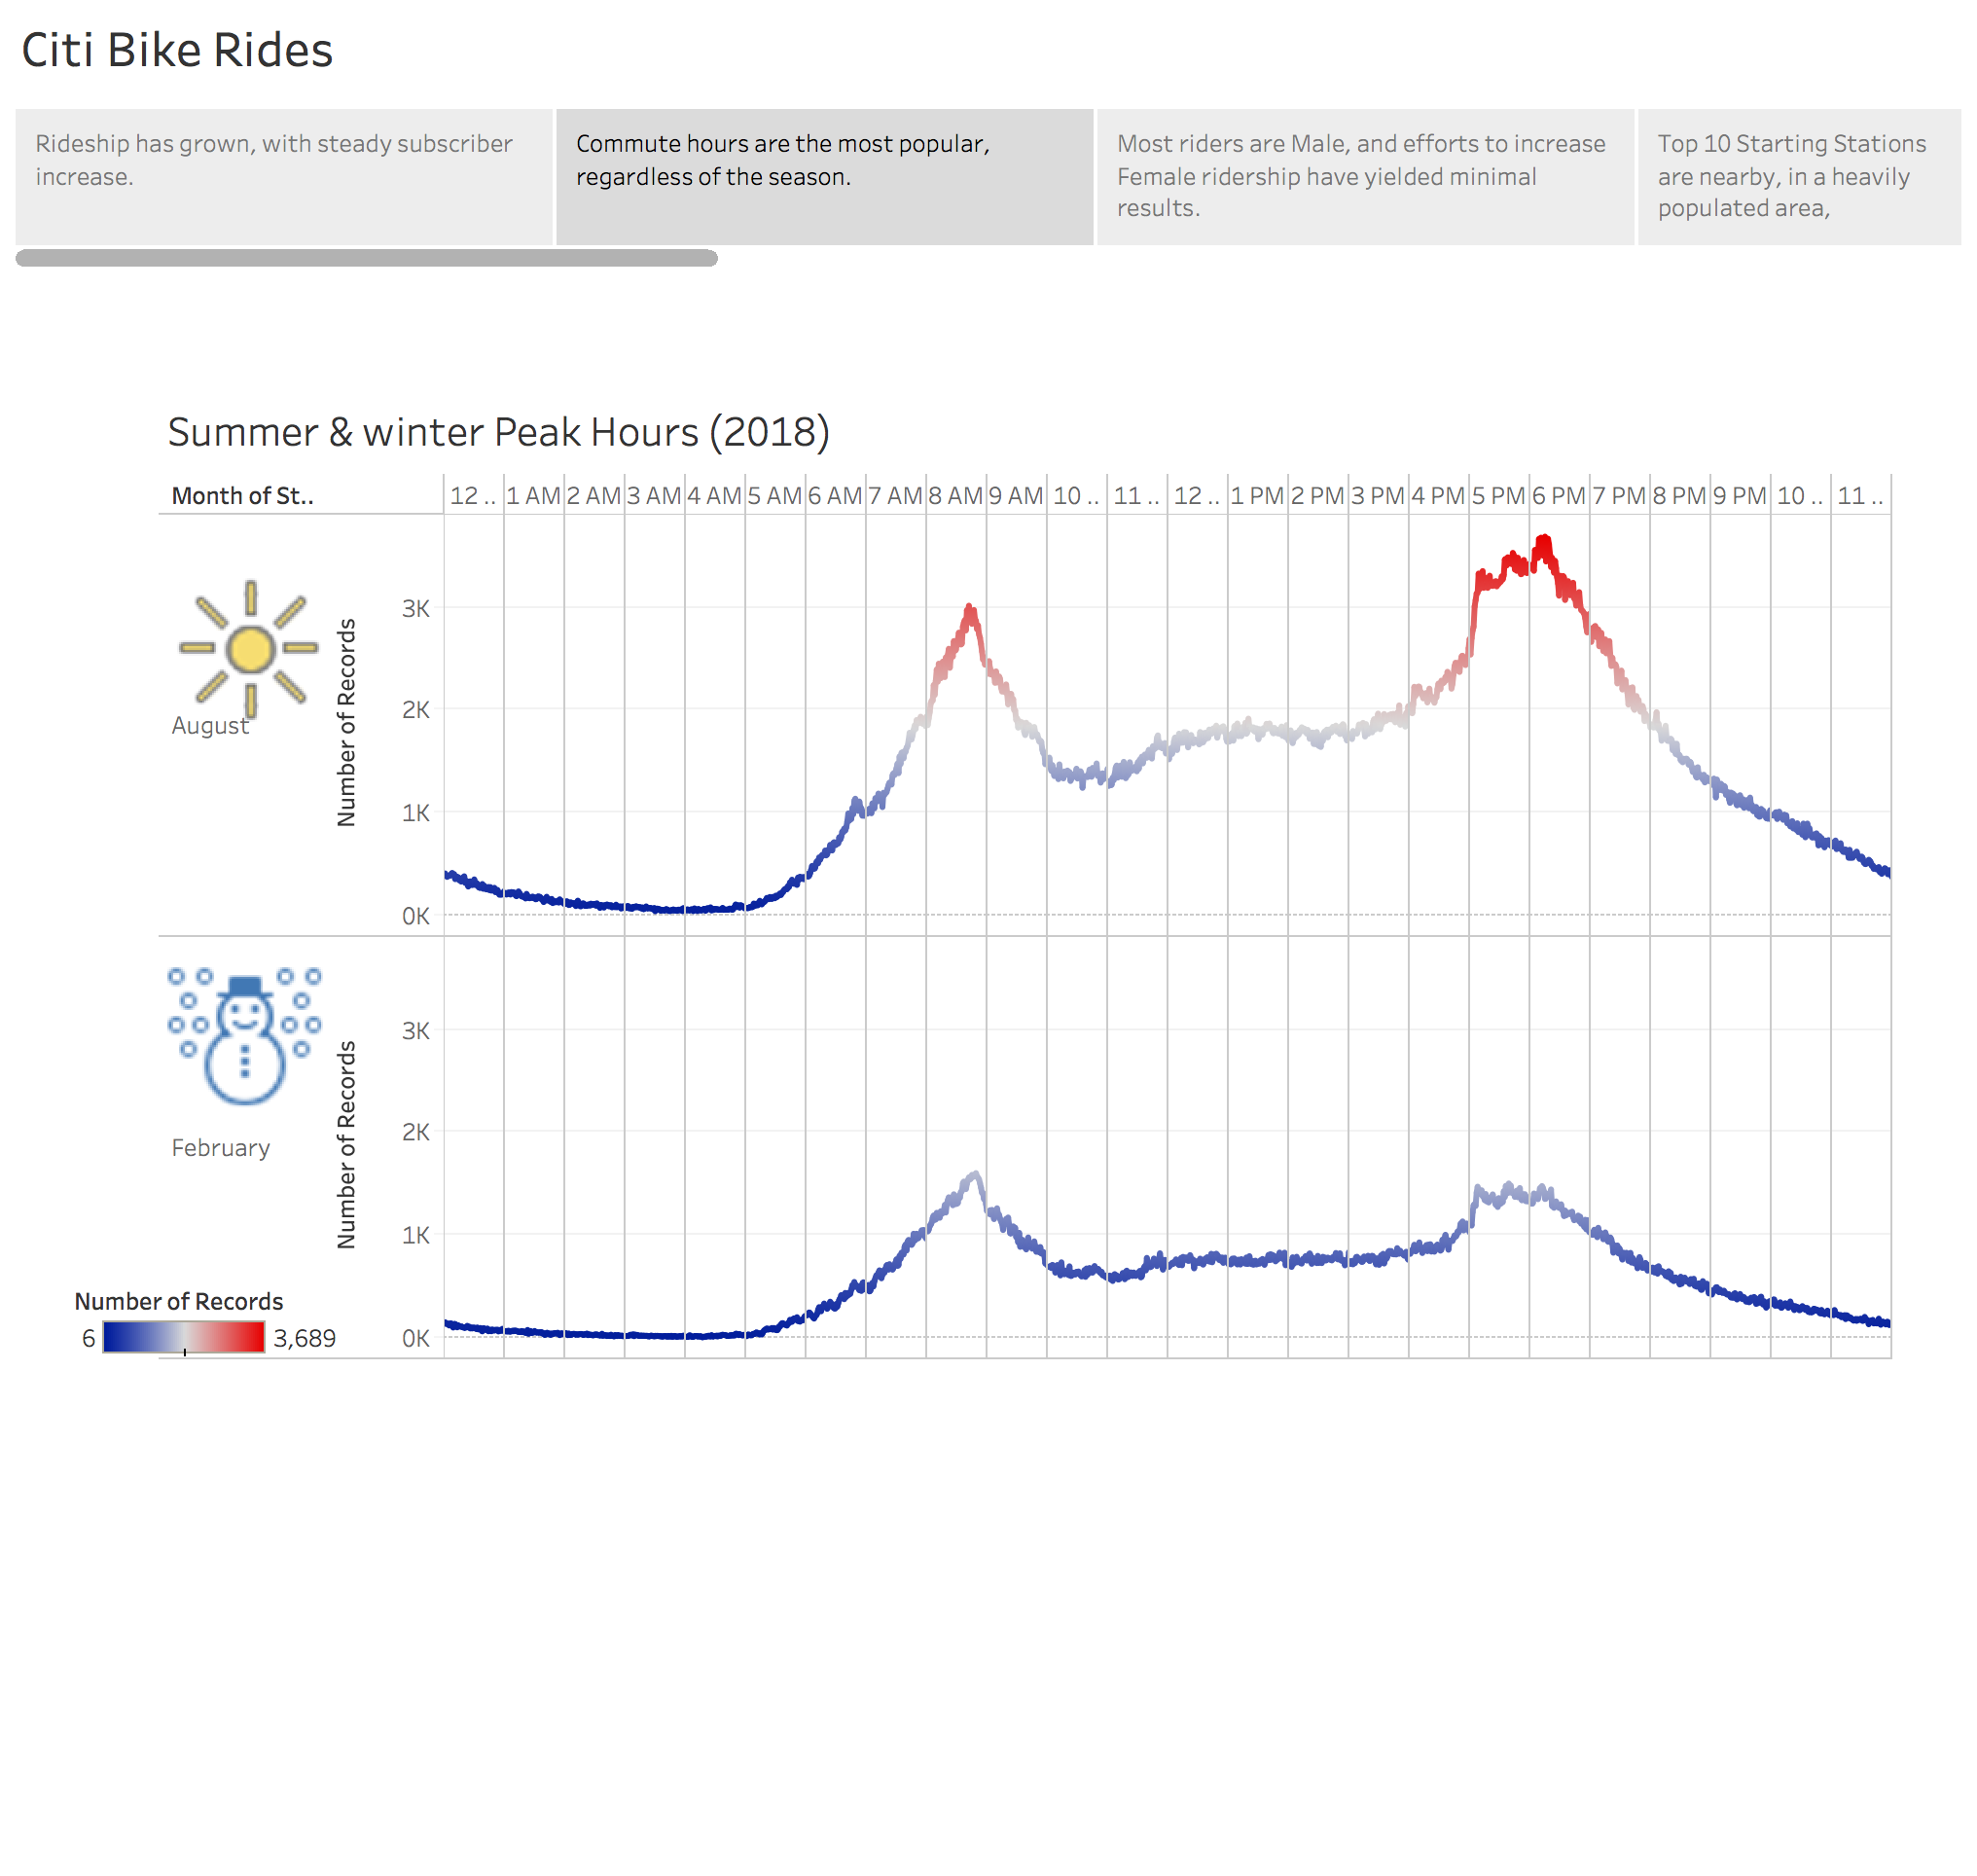 Citi Bike Rides
Rideship has grown, with steady subscriber
increase.
Commute hours are the most popular,
regardless of the season.
Most riders are Male, and efforts to increase
Female ridership have yielded minimal
results.
Top 10 Starting Stations
are nearby, in a heavily
populated area,
Summer & winter Peak Hours (2018)
Month of St.. 12 .. 1 AM 2 AM 3 AM 4 AM 5 AM 6 AM 7 AM 8 AM 9 AM 10 .. 11 .. 12 .. 1 PM 2 PM 3 PM 4 PM 5 PM 6 PM 7 PM 8 PM 9 PM 10 .. 11 ..
August
Number of Records
3K
2K
1K
0K
February
Number of Records
3K
2K
1K
0K
Number of Records
6 3,689